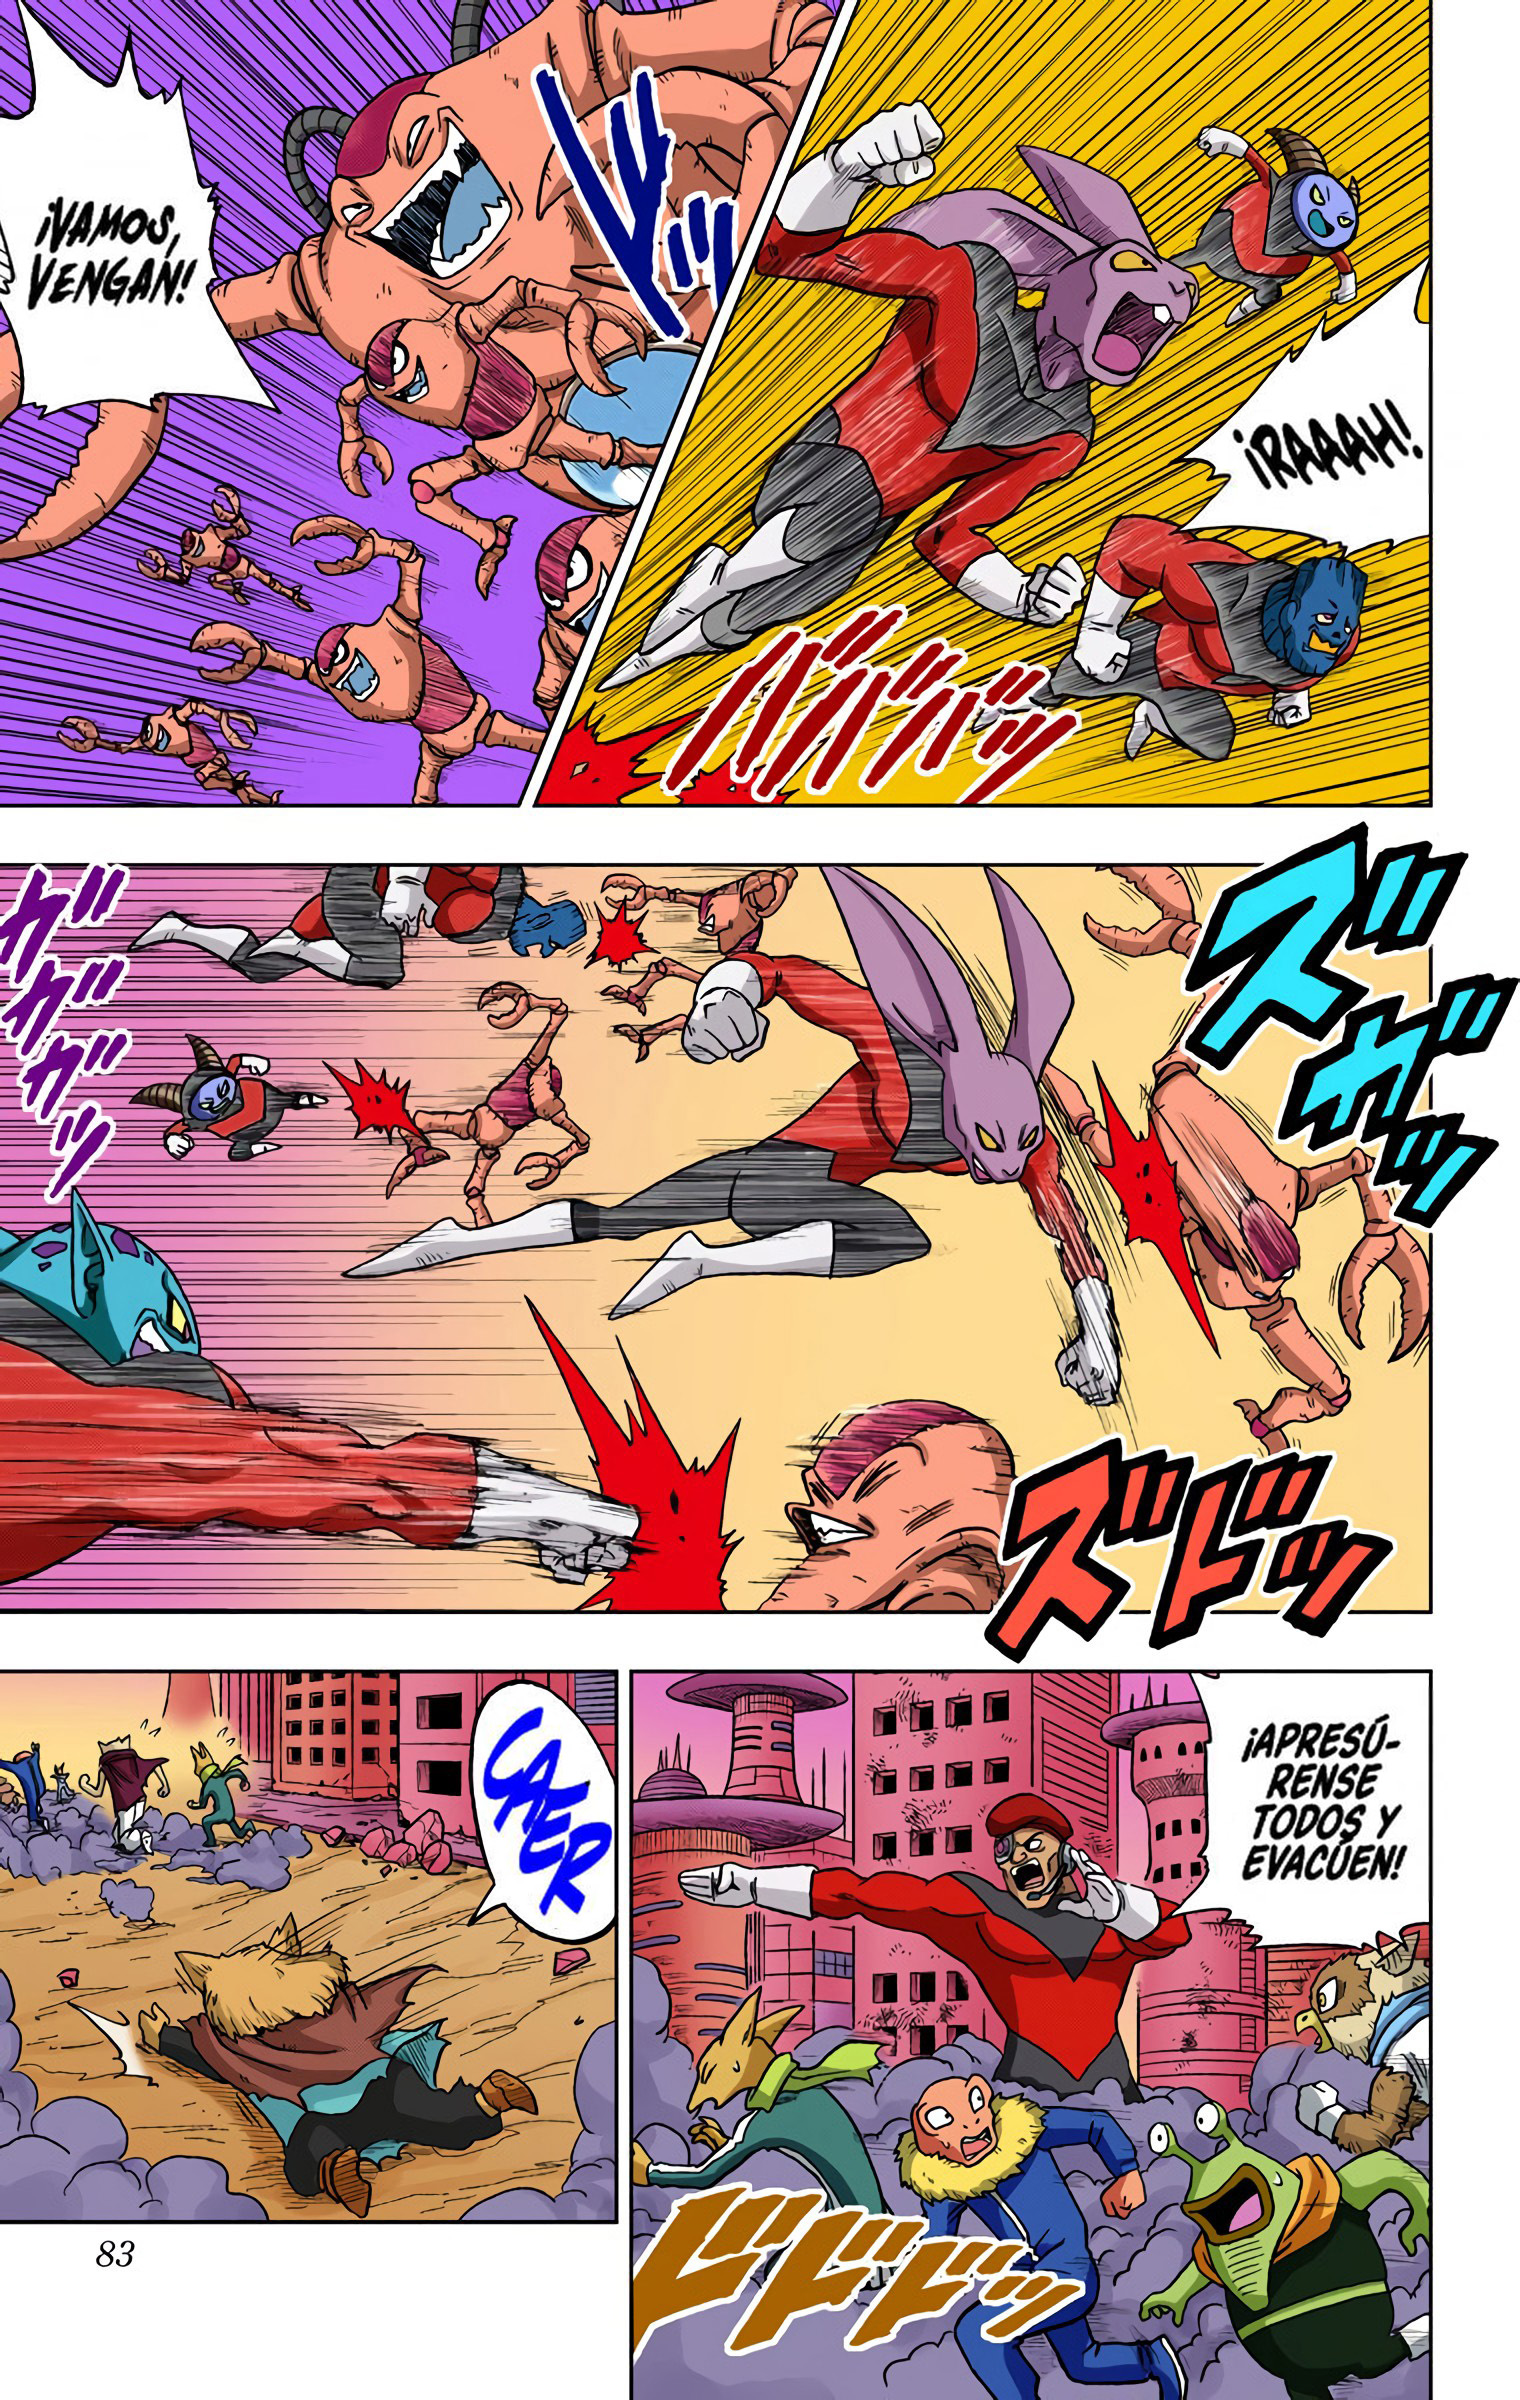 ¡RAAAH!
ババババッ
ドッ
¡VAMOS,
VENGAN!
ズガッ
ガガガッ
ズドッ
¡APRESÚ-
RENSE
TODOS Y
EVACÚEN!
ドドドッ
CAER
83